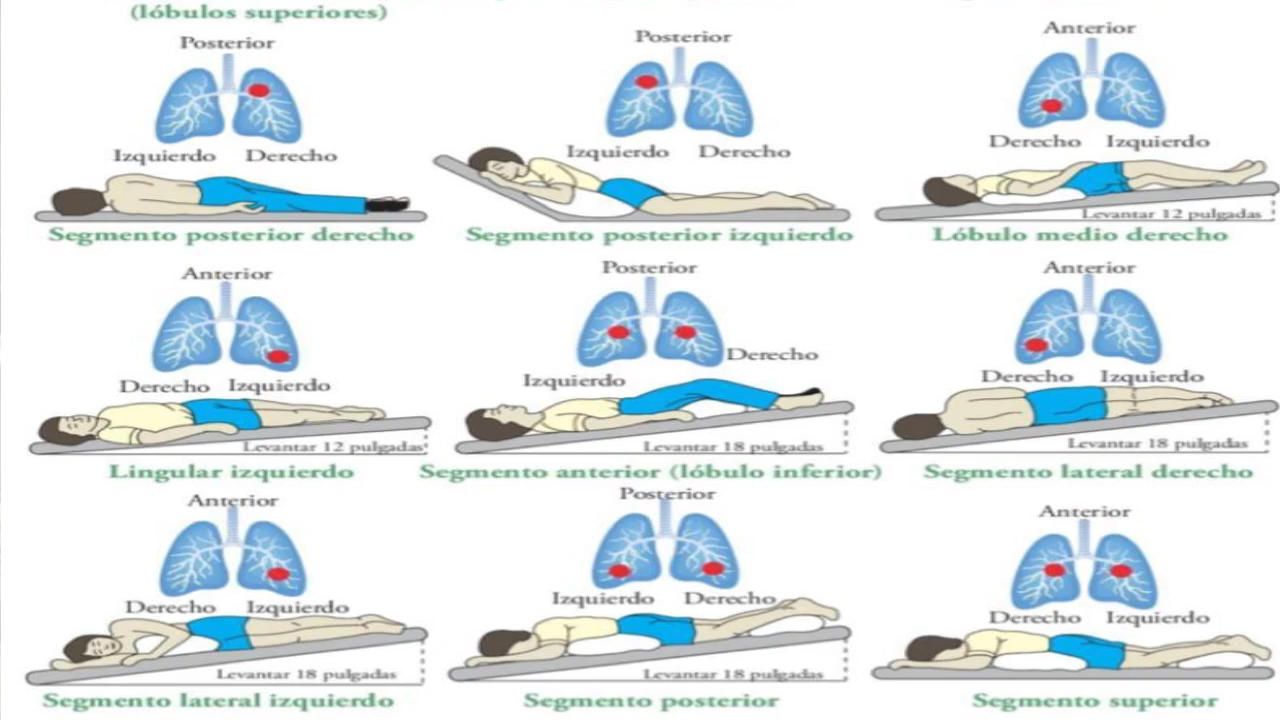 (lóbulos superiores)
Posterior
Izquierdo Derecho
Segmento posterior derecho
Posterior
Izquierdo Derecho
Segmento posterior izquierdo
Anterior
Derecho Izquierdo
Levantar 12 pulgadas
Lóbulo medio derecho
Anterior
Derecho Izquierdo
Levantar 12 pulgadas
Lingular izquierdo
Posterior
Derecho
Izquierdo
Levantar 18 pulgadas
Segmento anterior (lóbulo inferior)
Anterior
Derecho Izquierdo
Levantar 18 pulgadas
Segmento lateral derecho
Anterior
Derecho Izquierdo
Levantar 18 pulgadas
Segmento lateral izquierdo
Posterior
Izquierdo Derecho
Levantar 18 pulgadas
Segmento posterior
Anterior
Derecho Izquierdo
Segmento superior